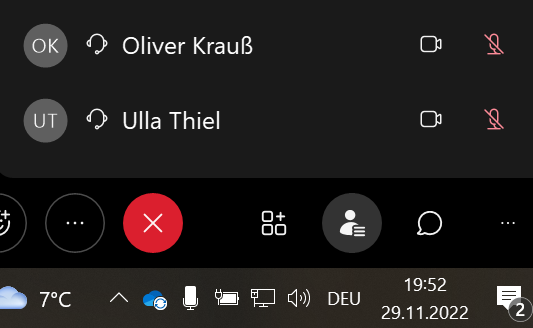 OK Oliver Krauß
UT Ulla Thiel
7°C DEU 19:52
29.11.2022 2